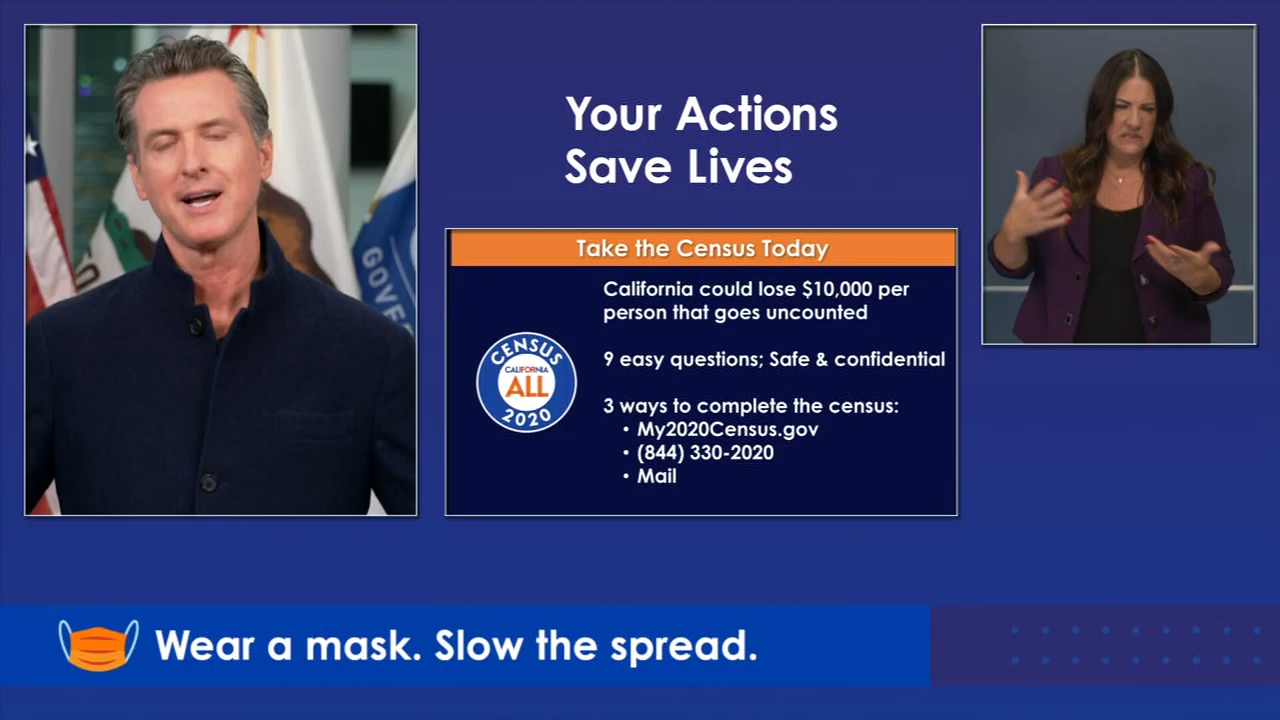 Your Actions
Save Lives
Take the Census Today
California could lose $10,000 per
person that goes uncounted
9 easy questions; Safe & confidential
3 ways to complete the census:
• My2020Census.gov
• (844) 330-2020
• Mail
CENSUS
CALIFORNIA
ALL
2020
GOVE
Wear a mask. Slow the spread.